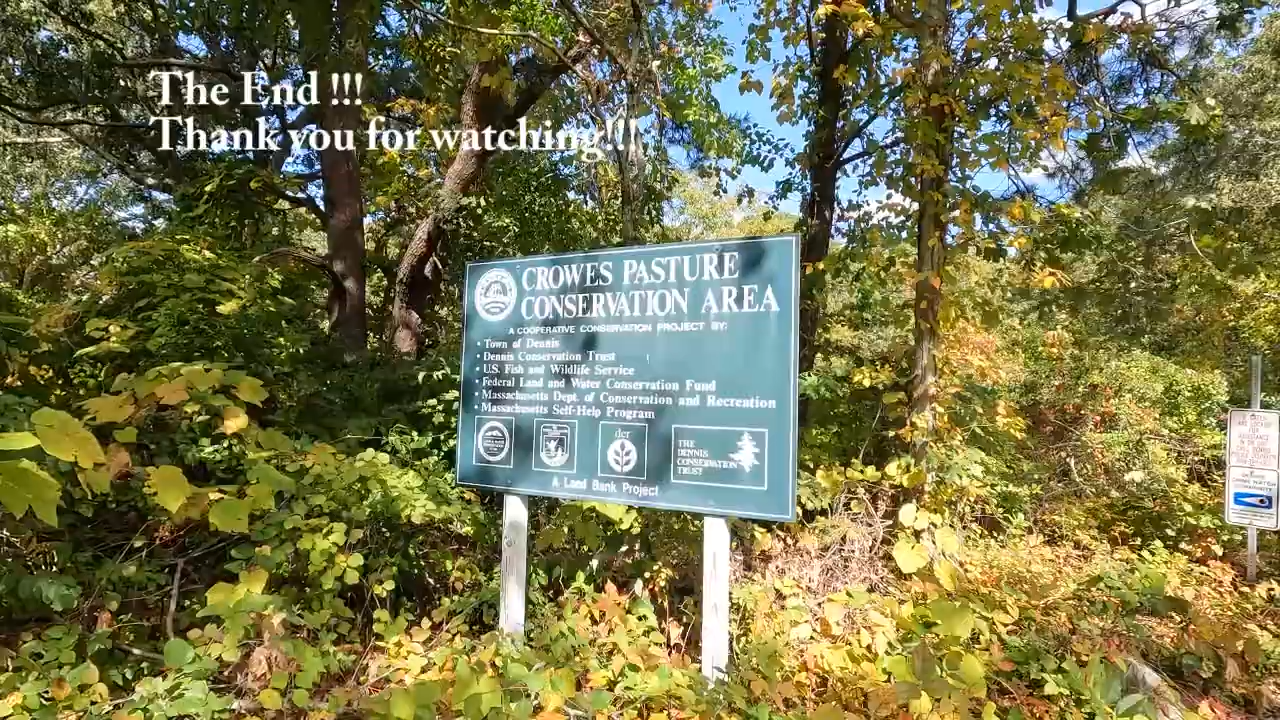 The End !!!
Thank you for watching!!!
CROWES PASTURE
CONSERVATION AREA
A COOPERATIVE CONSERVATION PROJECT BY:
• Town of Dennis
• Dennis Conservation Trust
• U.S. Fish and Wildlife Service
• Federal Land and Water Conservation Fund
• Massachusetts Dept. of Conservation and Recreation
• Massachusetts Self-Help Program
der
THE
DENNIS
CONSERVATION
TRUST
A Land Bank Project